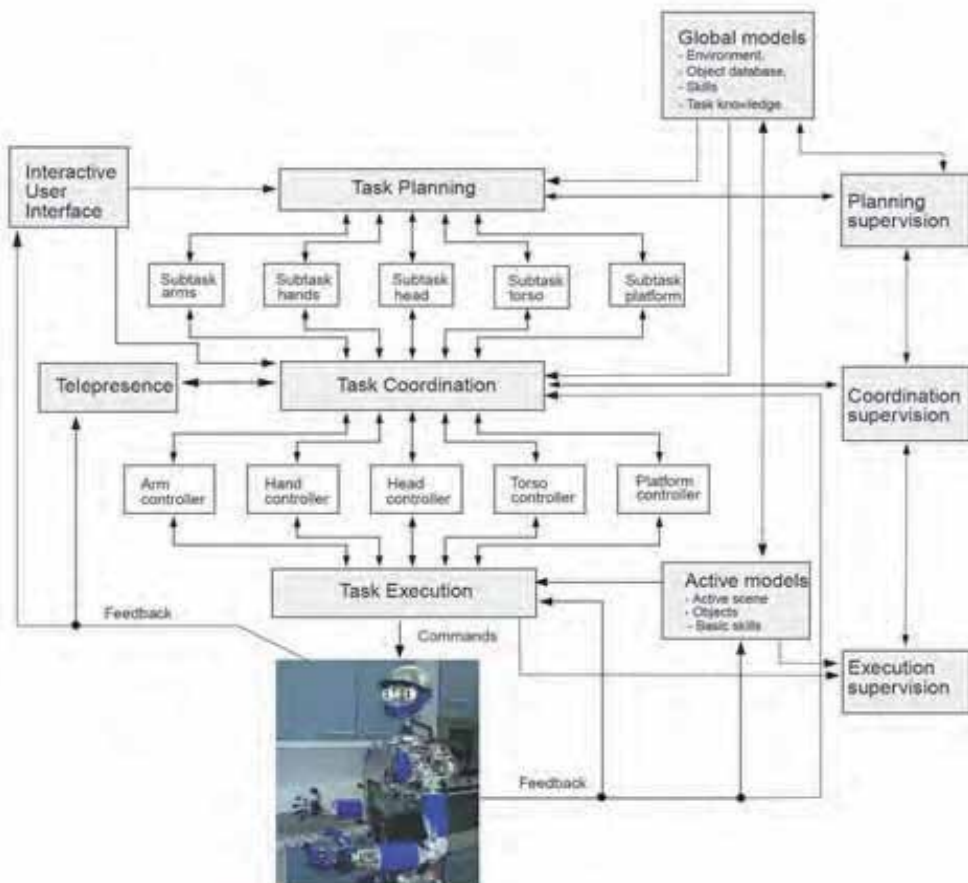 Global models
- Environment,
- Object database,
- Skills
- Task knowledge
Interactive
User
Interface
Task Planning
Planning
supervision
Subtask
arms
Subtask
hands
Subtask
head
Subtask
torso
Subtask
platform
Telepresence
Task Coordination
Coordination
supervision
Arm
controller
Hand
controller
Head
controller
Torso
controller
Platform
controller
Task Execution
Active models
- Active scene
- Objects
- Basic skills
Feedback
Commands
Execution
supervision
Feedback